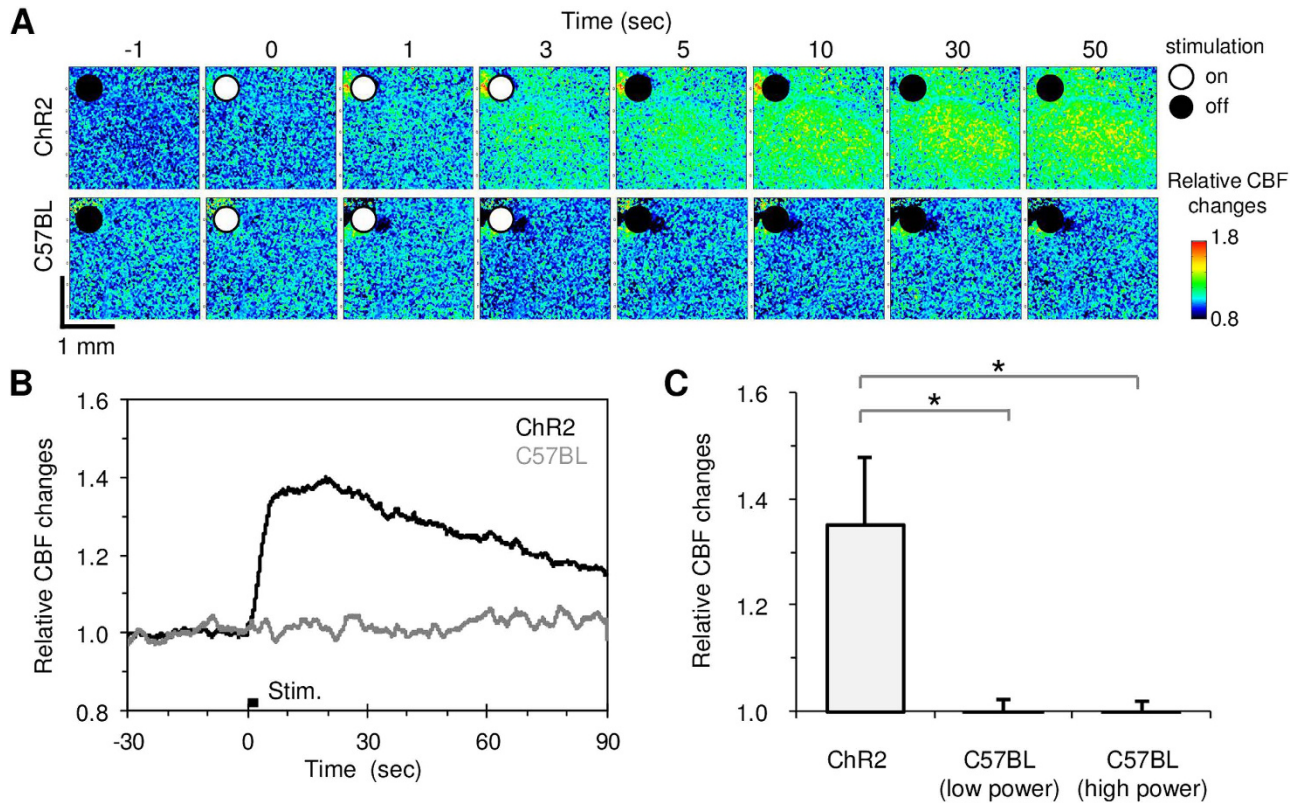 A
Time (sec)
-1 0 1 3 5 10 30 50
stimulation
on
off
ChR2
C57BL
Relative CBF
changes
1.8
0.8
1 mm
B
Relative CBF changes
1.6
1.4
1.2
1.0
0.8
ChR2
C57BL
Stim.
-30 0 30 60 90
Time (sec)
C
Relative CBF changes
1.6
1.4
1.2
1.0
*
*
ChR2 C57BL C57BL
(low power) (high power)